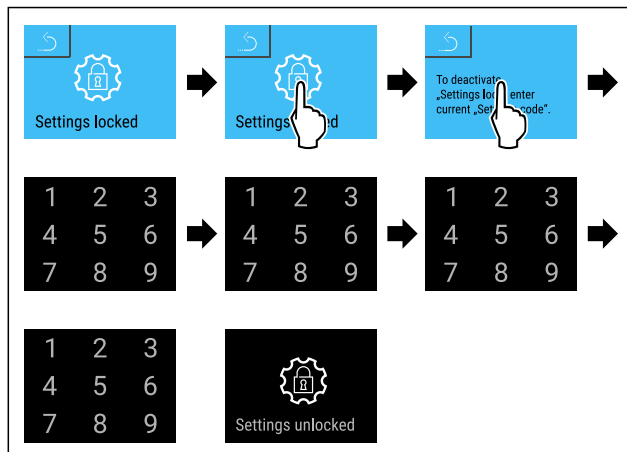 Settings locked
Settings ed
To deactivate
„Settings loc enter
current „Set code".
1 2 3
4 5 6
7 8 9
1 2 3
4 5 6
7 8 9
1 2 3
4 5 6
7 8 9
1 2 3
4 5 6
7 8 9
Settings unlocked